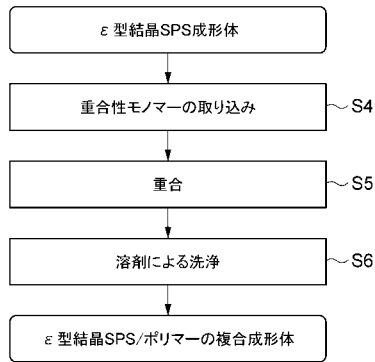 ε型結晶SPS成形体
重合性モノマーの取り込み
S4
重合
S5
溶剤による洗浄
S6
ε型結晶SPS/ポリマーの複合成形体